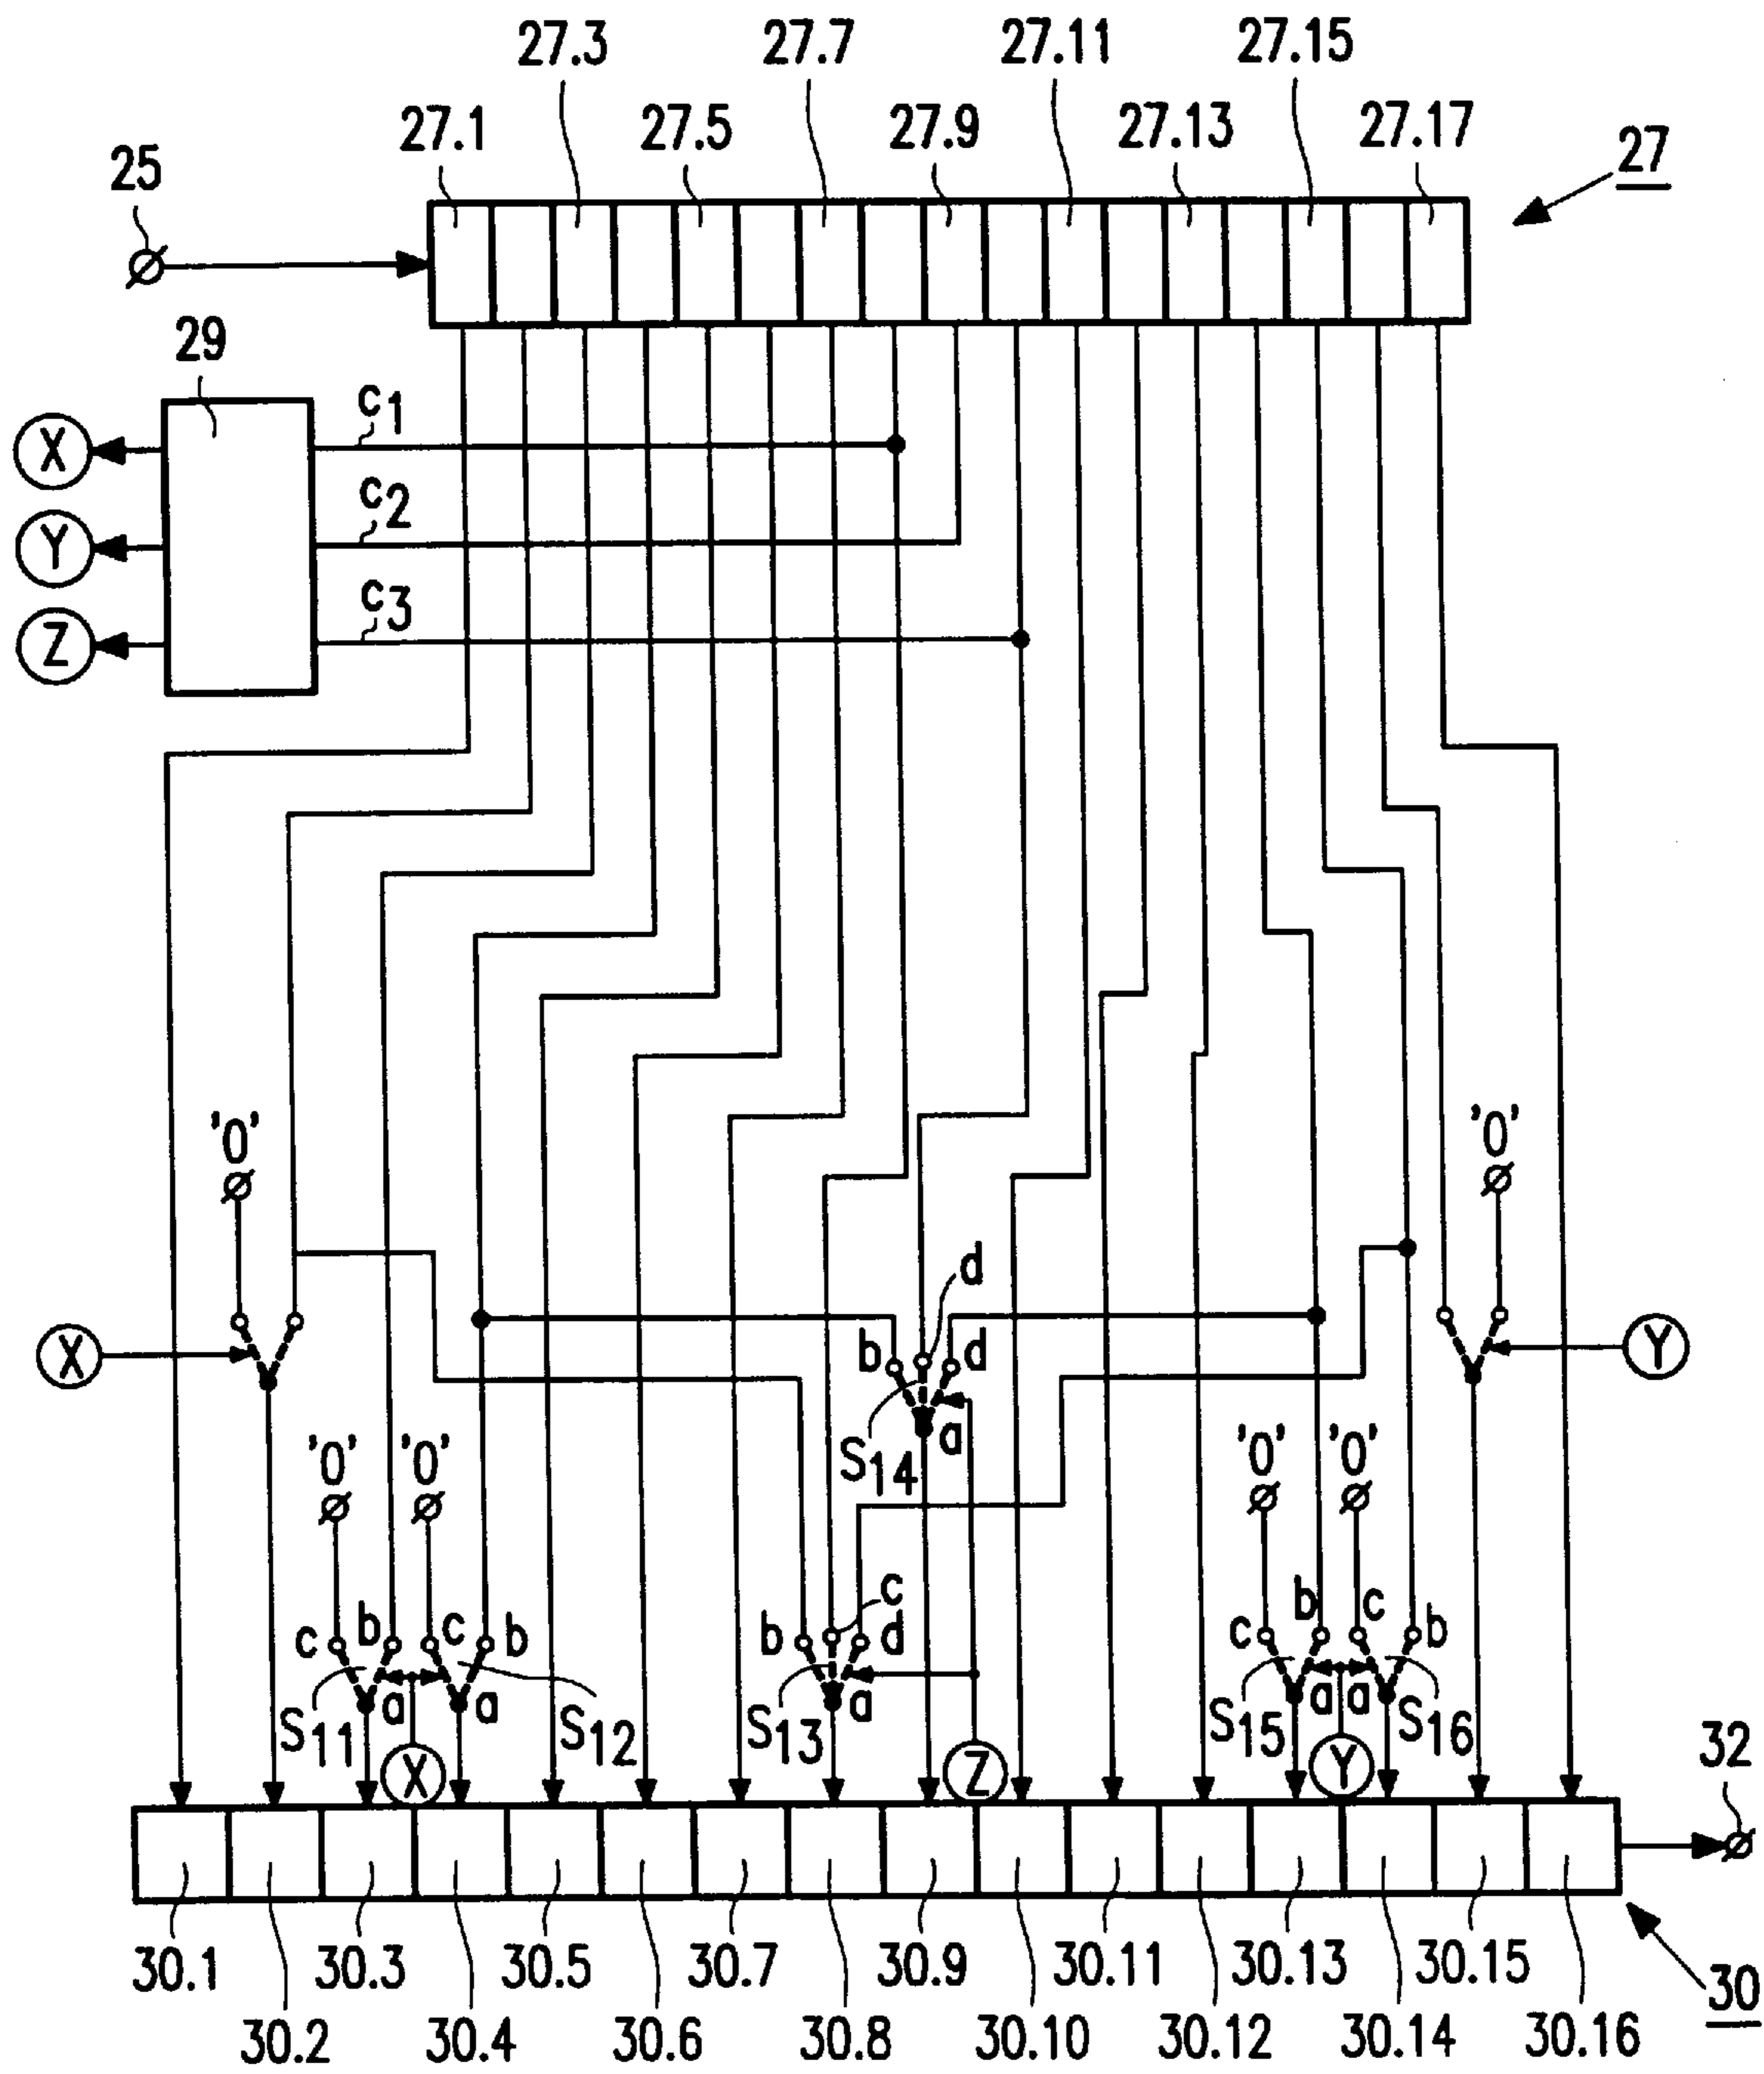 27.3 27.7 27.11 27.15
27.1 27.5 27.9 27.13 27.17
25 27
29
c1
X
c2
Y
c3
Z
'0' '0'
d
X b d Y
a
S14
'0' '0' '0' '0'
c
c b c b b d c b c b
a a a a a
S11 S12 S13 S15 S16
X Z Y 32
30.1 30.3 30.5 30.7 30.9 30.11 30.13 30.15 30
30.2 30.4 30.6 30.8 30.10 30.12 30.14 30.16